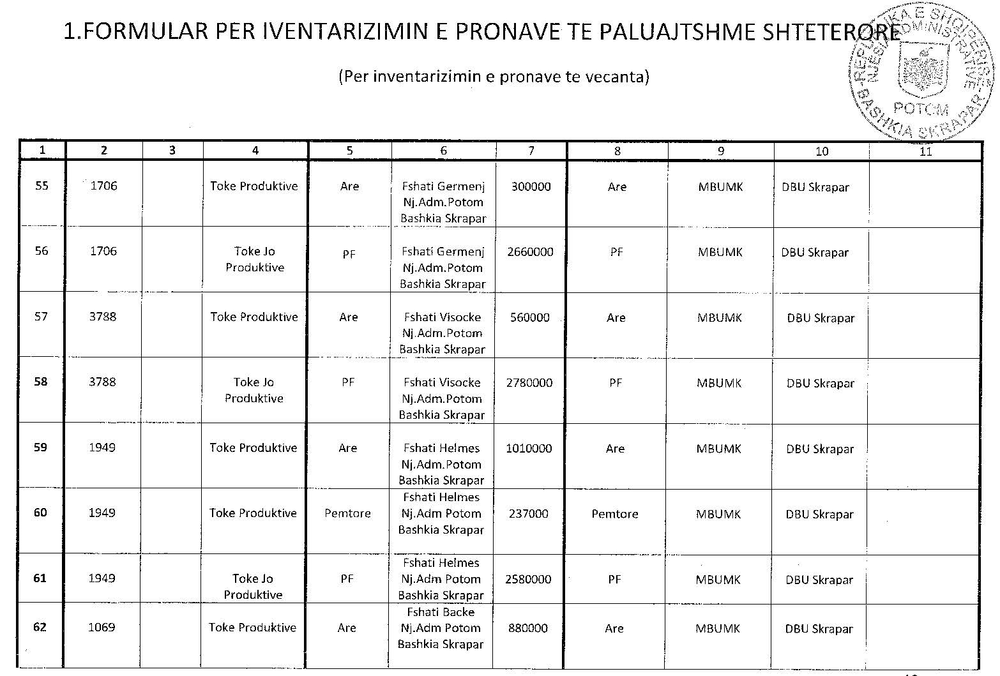 1.FORMULAR PER IVENTARIZIMIN E PRONAVE TE PALUAJTSHME SHTETERORE
(Per inventarizimin e pronave te vecanta)
REPUBLIKA E SHQIPERISE
NJESIA ADMINISTRATIVE
POTOM
BASHKIA SKRAPAR
1 2 3 4 5 6 7 8 9 10 11
55 1706 Toke Produktive Are Fshati Germenj 300000 Are MBUMK DBU Skrapar
Nj.Adm.Potom
Bashkia Skrapar
56 1706 Toke Jo PF Fshati Germenj 2660000 PF MBUMK DBU Skrapar
Produktive Nj.Adm.Potom
Bashkia Skrapar
57 3788 Toke Produktive Are Fshati Visocke 560000 Are MBUMK DBU Skrapar
Nj.Adm.Potom
Bashkia Skrapar
58 3788 Toke Jo PF Fshati Visocke 2780000 PF MBUMK DBU Skrapar
Produktive Nj.Adm.Potom
Bashkia Skrapar
59 1949 Toke Produktive Are Fshati Helmes 1010000 Are MBUMK DBU Skrapar
Nj.Adm.Potom
Bashkia Skrapar
Fshati Helmes
60 1949 Toke Produktive Pemtore Nj.Adm Potom 237000 Pemtore MBUMK DBU Skrapar
Bashkia Skrapar
Fshati Helmes
61 1949 Toke Jo PF Nj.Adm Potom 2580000 PF MBUMK DBU Skrapar
Produktive Bashkia Skrapar
Fshati Backe
62 1069 Toke Produktive Are Nj.Adm Potom 880000 Are MBUMK DBU Skrapar
Bashkia Skrapar